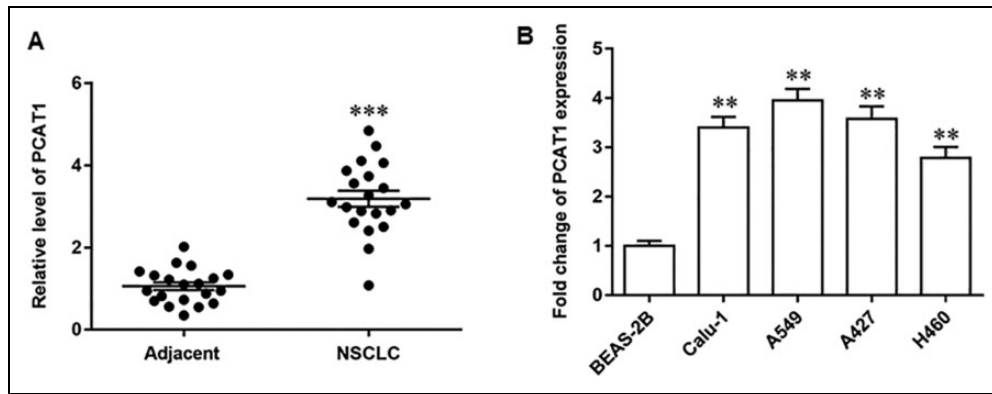 A
Relative level of PCAT1
6
4
2
0
***
Adjacent
NSCLC
B
Fold change of PCAT1 expression
5
4
3
2
1
0
**
**
**
**
BEAS-2B
Calu-1
A549
A427
H460